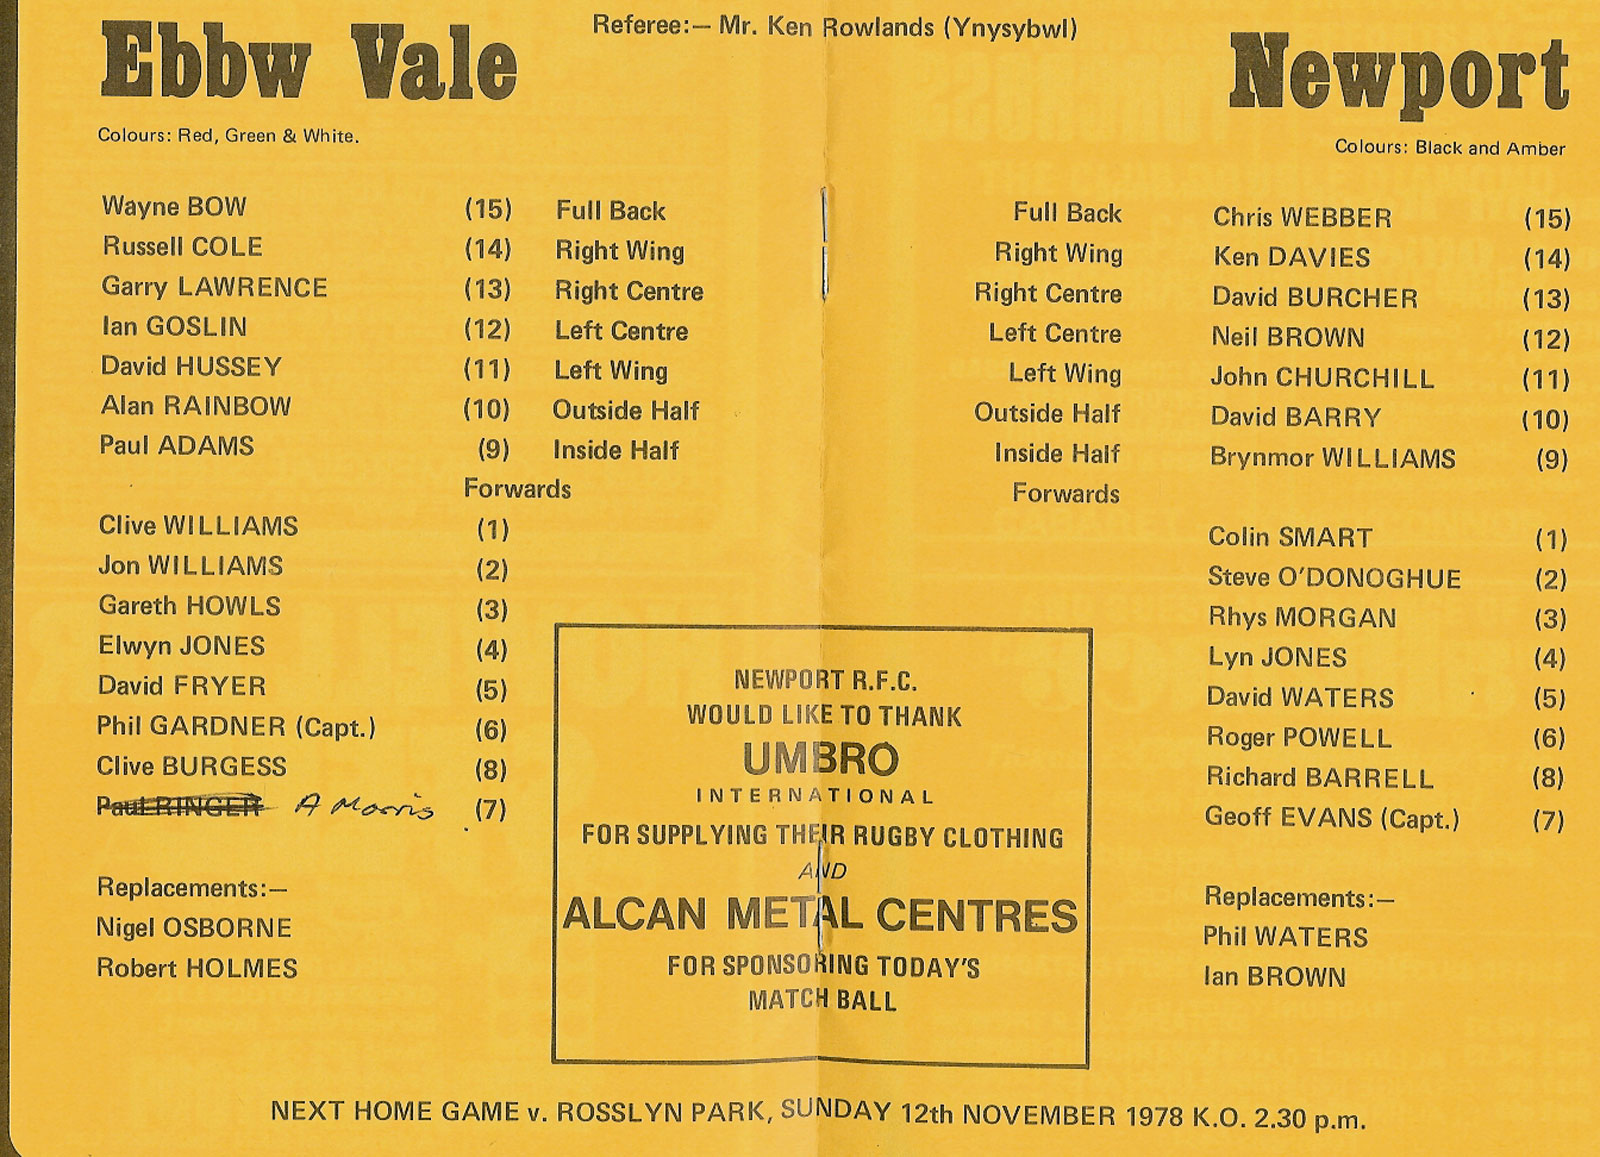 Referee:— Mr. Ken Rowlands (Ynysybwl)
Ebbw Vale
Colours: Red, Green & White.
Wayne BOW (15) Full Back
Russell COLE (14) Right Wing
Garry LAWRENCE (13) Right Centre
Ian GOSLIN (12) Left Centre
David HUSSEY (11) Left Wing
Alan RAINBOW (10) Outside Half
Paul ADAMS (9) Inside Half
Forwards
Clive WILLIAMS (1)
Jon WILLIAMS (2)
Gareth HOWLS (3)
Elwyn JONES (4)
David FRYER (5)
Phil GARDNER (Capt.) (6)
Clive BURGESS (8)
Paul RINGER A Morris (7)
Replacements:—
Nigel OSBORNE
Robert HOLMES
Newport
Colours: Black and Amber
Full Back Chris WEBBER (15)
Right Wing Ken DAVIES (14)
Right Centre David BURCHER (13)
Left Centre Neil BROWN (12)
Left Wing John CHURCHILL (11)
Outside Half David BARRY (10)
Inside Half Brynmor WILLIAMS (9)
Forwards
Colin SMART (1)
Steve O'DONOGHUE (2)
Rhys MORGAN (3)
Lyn JONES (4)
David WATERS (5)
Roger POWELL (6)
Richard BARRELL (8)
Geoff EVANS (Capt.) (7)
Replacements:—
Phil WATERS
Ian BROWN
NEWPORT R.F.C.
WOULD LIKE TO THANK
UMBRO
INTERNATIONAL
FOR SUPPLYING THEIR RUGBY CLOTHING
AND
ALCAN METAL CENTRES
FOR SPONSORING TODAY'S
MATCH BALL
NEXT HOME GAME v. ROSSLYN PARK, SUNDAY 12th NOVEMBER 1978 K.O. 2.30 p.m.